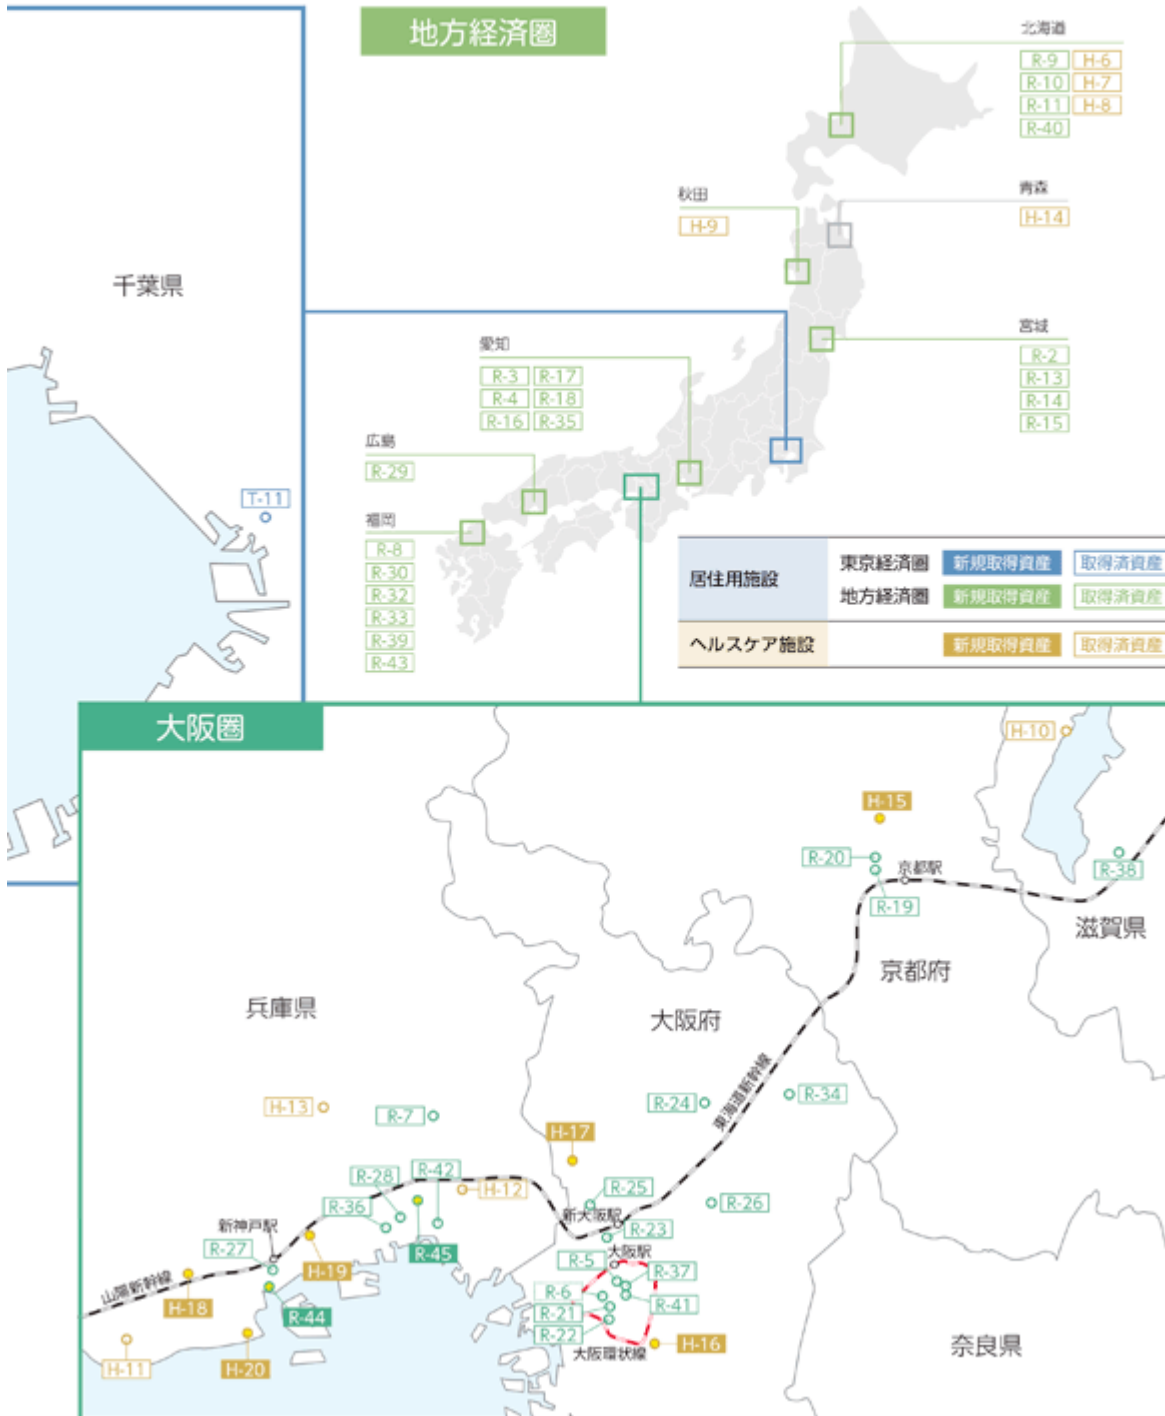 地方経済圏
北海道
R-9 H-6
R-10 H-7
R-11 H-8
R-40
秋田
H-9
青森
H-14
千葉県
T-11
宮城
R-2
R-13
R-14
R-15
愛知
R-3 R-17
R-4 R-18
R-16 R-35
広島
R-29
福岡
R-8
R-30
R-32
R-33
R-39
R-43
居住用施設
東京経済圏 新規取得資産 取得済資産
地方経済圏 新規取得資産 取得済資産
ヘルスケア施設 新規取得資産 取得済資産
大阪圏
H-10
H-15
R-20
京都駅
R-38
R-19
滋賀県
京都府
兵庫県
大阪府
東海道新幹線
H-13
R-7
R-24
R-34
H-17
R-28
R-42
H-12
R-25
R-26
R-36
新大阪駅
新神戸駅
R-23
R-27
R-45
大阪駅
R-5
H-19
R-37
山陽新幹線
R-6
H-18
R-44
R-21
R-41
R-22
大阪環状線
H-16
奈良県
H-11
H-20